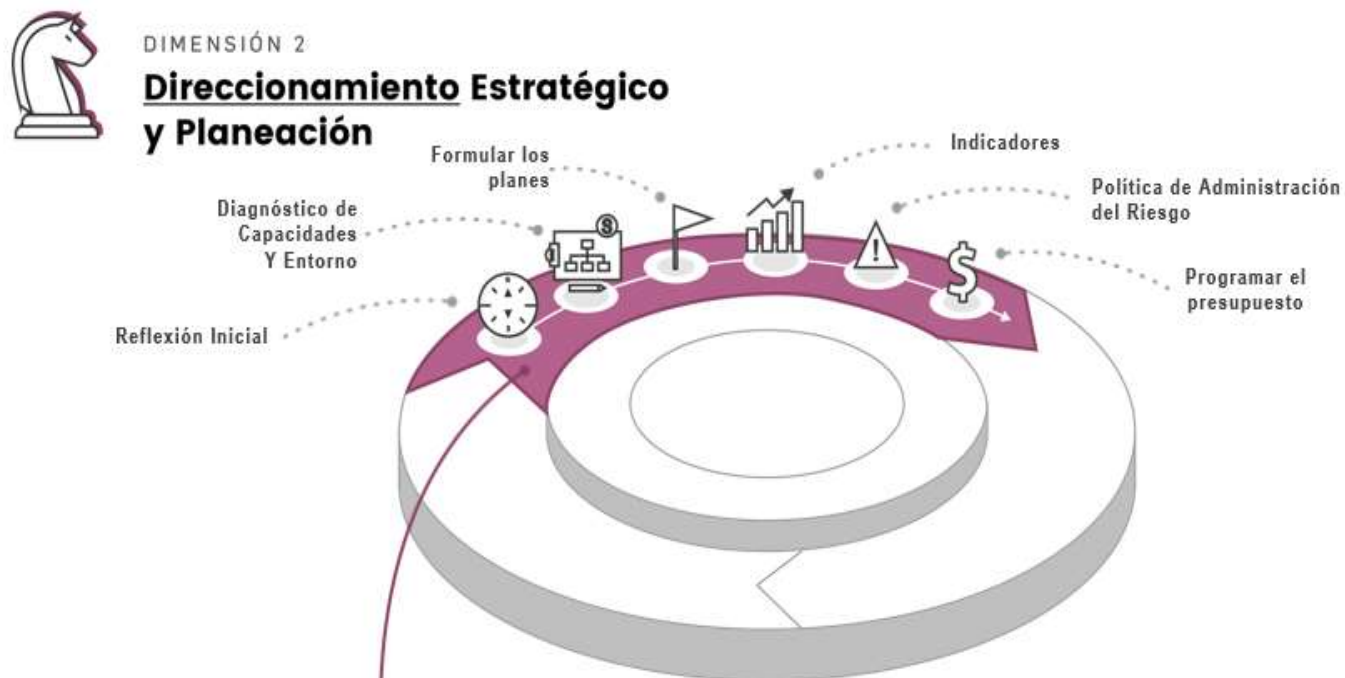 DIMENSIÓN 2
Direccionamiento Estratégico
y Planeación
Formular los
planes
Indicadores
Política de Administración
del Riesgo
Diagnóstico de
Capacidades
Y Entorno
Programar el
presupuesto
Reflexión Inicial
$
!
$